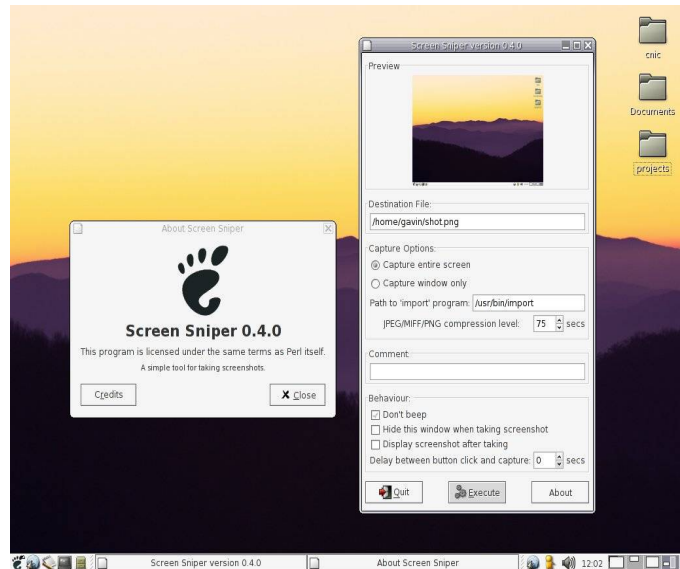 cnic
Documents
projects
Screen Sniper version 0.4.0
Preview
Destination File:
/home/gavin/shot.png
Capture Options:
Capture entire screen
Capture window only
Path to 'import' program: /usr/bin/import
JPEG/MIFF/PNG compression level: 75 secs
Comment:
Behaviour:
Don't beep
Hide this window when taking screenshot
Display screenshot after taking
Delay between button click and capture: 0 secs
Quit Execute About
About Screen Sniper
Screen Sniper 0.4.0
This program is licensed under the same terms as Perl itself.
A simple tool for taking screenshots.
Credits Close
Screen Sniper version 0.4.0 About Screen Sniper 12:02